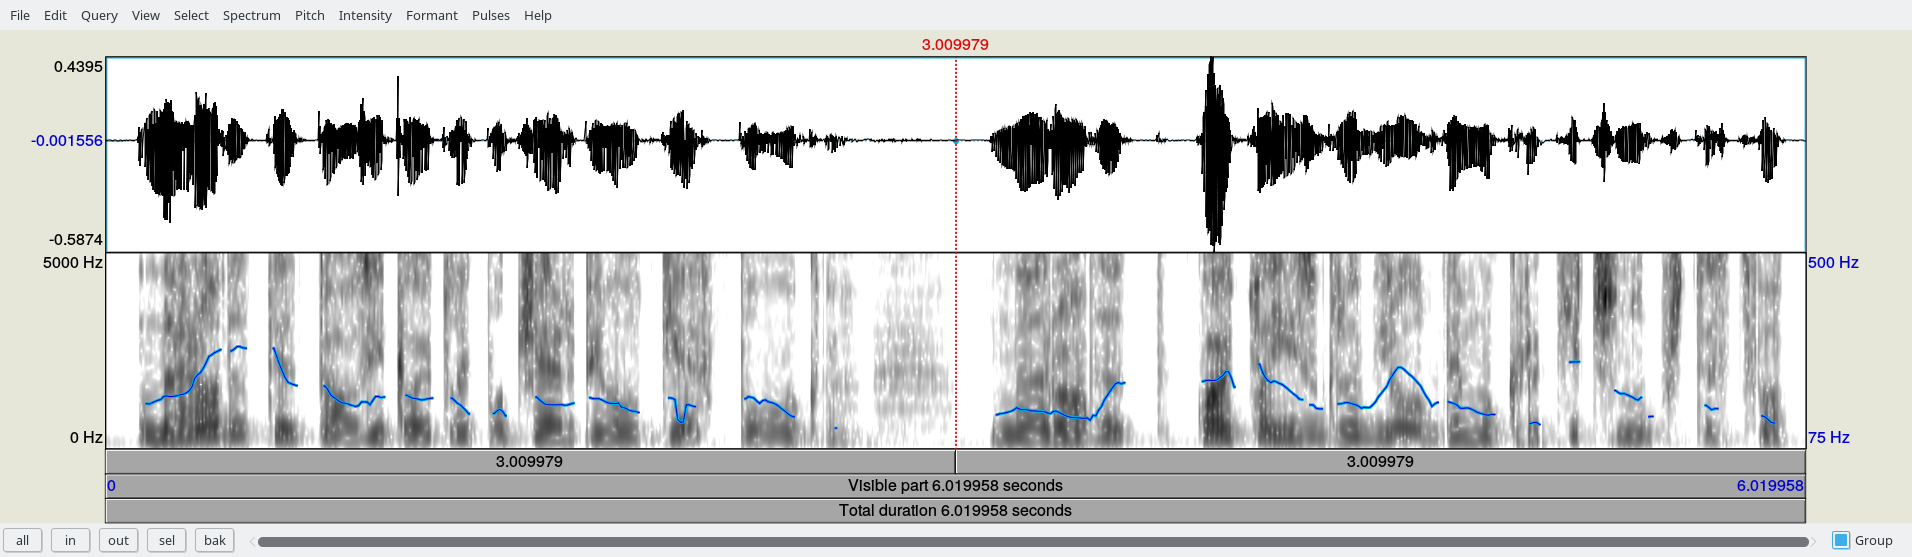 File Edit Query View Select Spectrum Pitch Intensity Formant Pulses Help
3.009979
0.4395
-0.001556
-0.5874
5000 Hz
500 Hz
0 Hz
75 Hz
3.009979 3.009979
0 Visible part 6.019958 seconds 6.019958
Total duration 6.019958 seconds
all in out sel bak Group